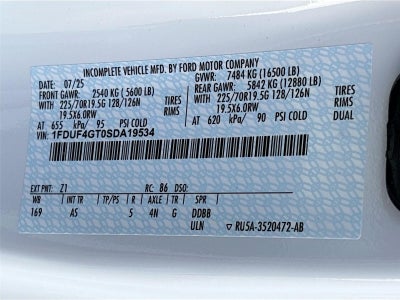 INCOMPLETE VEHICLE MFD. BY FORD MOTOR COMPANY
07/25 GVWR: 7484 KG (16500 LB)
FRONT GAWR: 2540 KG (5600 LB) REAR GAWR: 5842 KG (12880 LB)
WITH WITH
225/70R19.5G 128/126N TIRES 225/70R19.5G 128/126N TIRES
19.5X6.0RW RIMS 19.5X6.0RW RIMS
AT 655 kPa/ 95 PSI COLD AT 620 kPa/ 90 PSI COLD
VIN: 1FDUF4GT0SDA19534
EXT PNT: Z1 RC: 86 DSO:
WB INT TR TP/PS R AXLE TR SPR
169 AS 5 4N G DDBB
ULN RU5A-3520472-AB